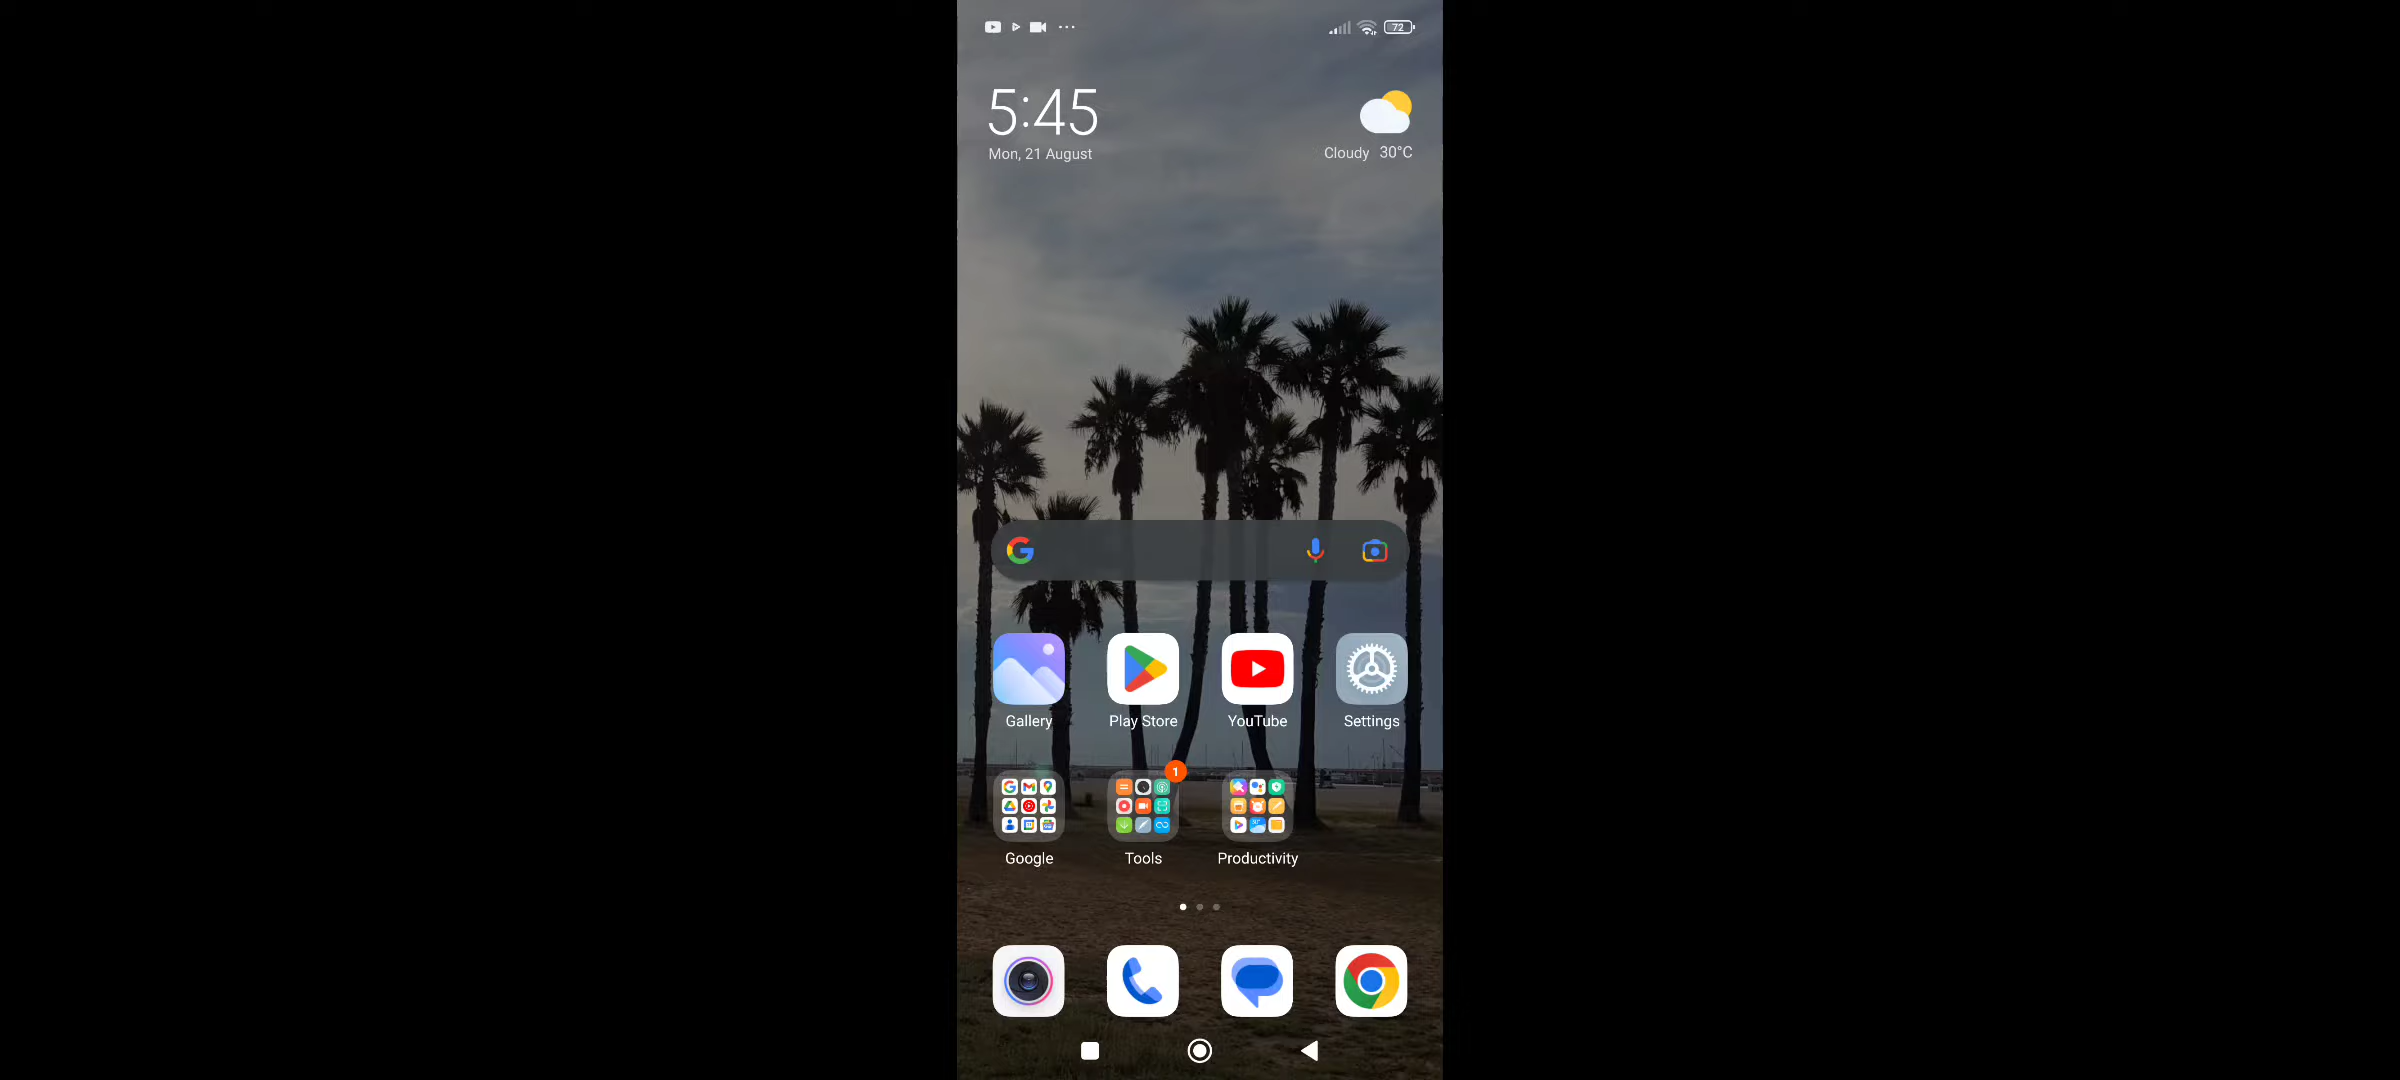 72
5:45
Mon, 21 August
Cloudy 30°C
Gallery
Play Store
YouTube
Settings
1
Google
Tools
Productivity